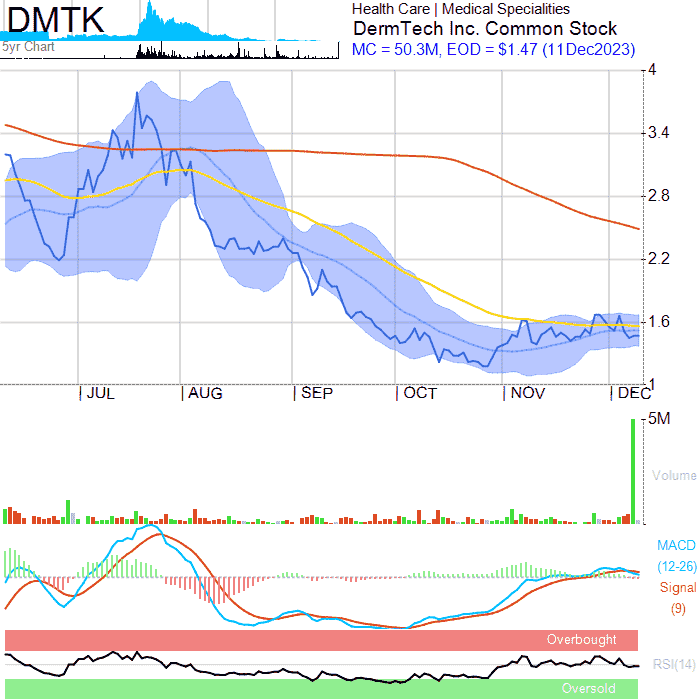 DMTK
5yr Chart
Health Care | Medical Specialities
DermTech Inc. Common Stock
MC = 50.3M, EOD = $1.47 (11Dec2023)
4
3.4
2.8
2.2
1.6
1
JUL AUG SEP OCT NOV DEC
5M
Volume
MACD
(12-26)
Signal
(9)
Overbought
RSI(14)
Oversold